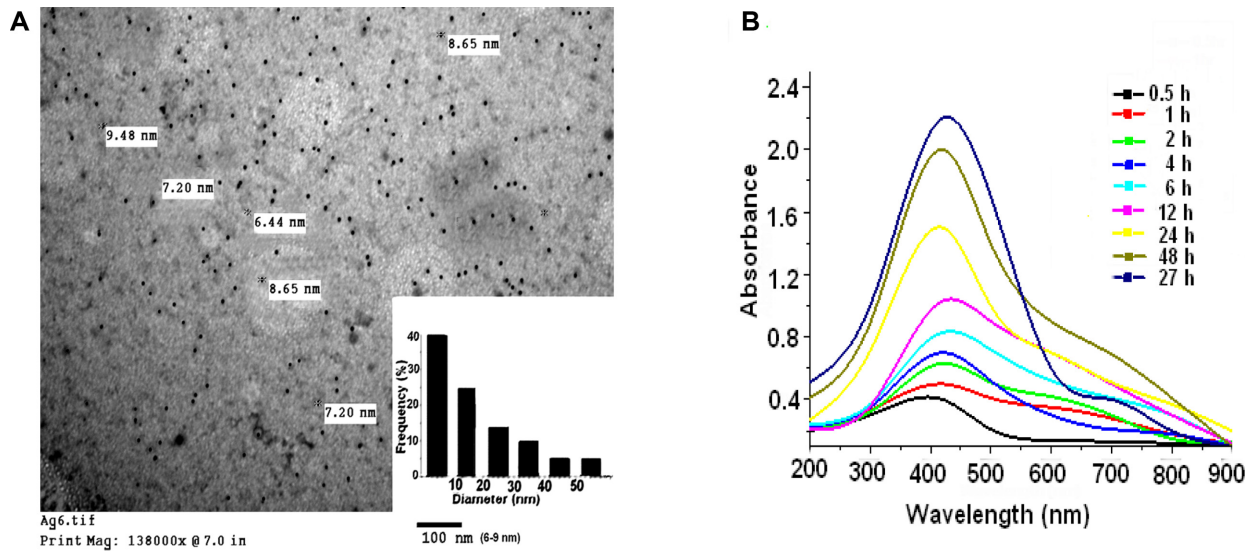 A
8.65 nm
9.48 nm
7.20 nm
6.44 nm
8.65 nm
7.20 nm
40
30
20
10
0
Frequency (%)
10 20 30 40 50
Diameter (nm)
Ag6.tif
Print Mag: 138000x @ 7.0 in
100 nm (6-9 nm)
B
2.4
2.0
1.6
1.2
0.8
0.4
Absorbance
200 300 400 500 600 700 800 900
Wavelength (nm)
0.5 h
1 h
2 h
4 h
6 h
12 h
24 h
48 h
27 h